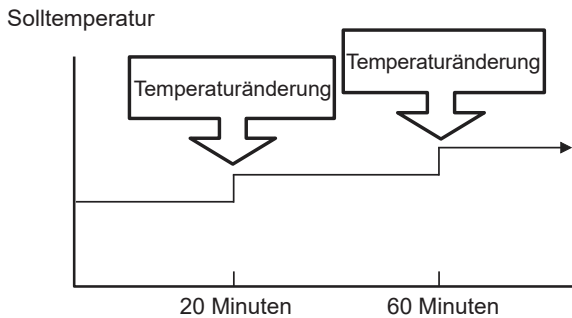 Solltemperatur
Temperaturänderung
Temperaturänderung
20 Minuten
60 Minuten